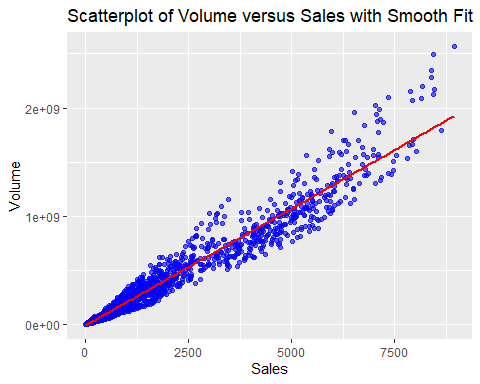 Scatterplot of Volume versus Sales with Smooth Fit
Volume
2e+09
1e+09
0e+00
0 2500 5000 7500
Sales